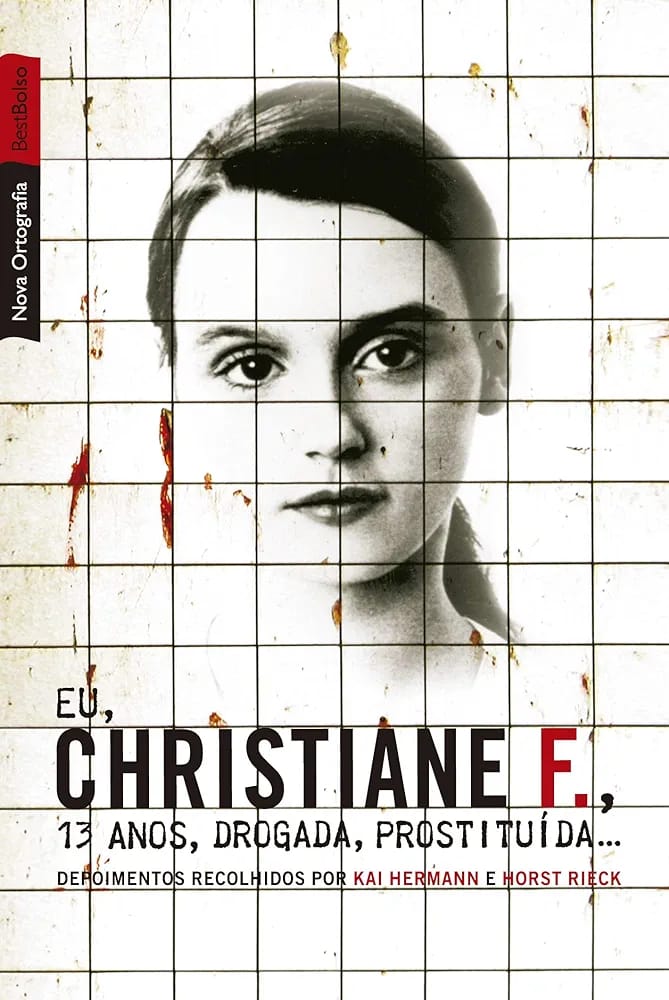 BestBolso
Nova Ortografia
EU,
CHRISTIANE F.,
13 ANOS, DROGADA, PROSTITUÍDA...
DEPOIMENTOS RECOLHIDOS POR KAI HERMANN E HORST RIECK